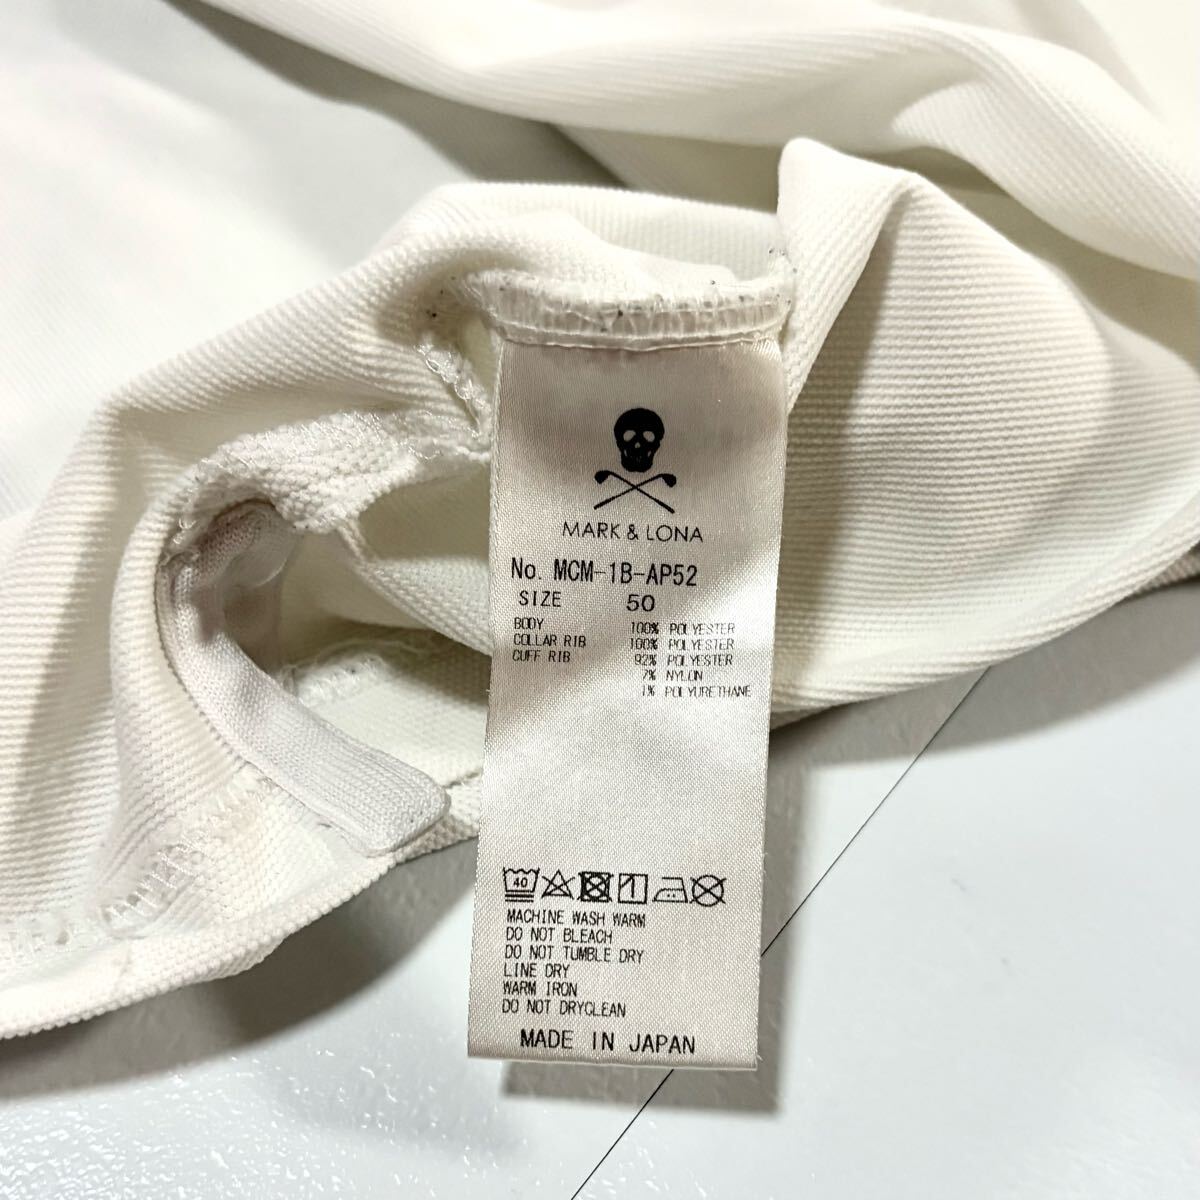 MARK & LONA
No. MCM-1B-AP52
SIZE 50
BODY 100% POLYESTER
COLLAR RIB 100% POLYESTER
CUFF RIB 92% POLYESTER
7% NYLON
1% POLYURETHANE
40
MACHINE WASH WARM
DO NOT BLEACH
DO NOT TUMBLE DRY
LINE DRY
WARM IRON
DO NOT DRYCLEAN
MADE IN JAPAN